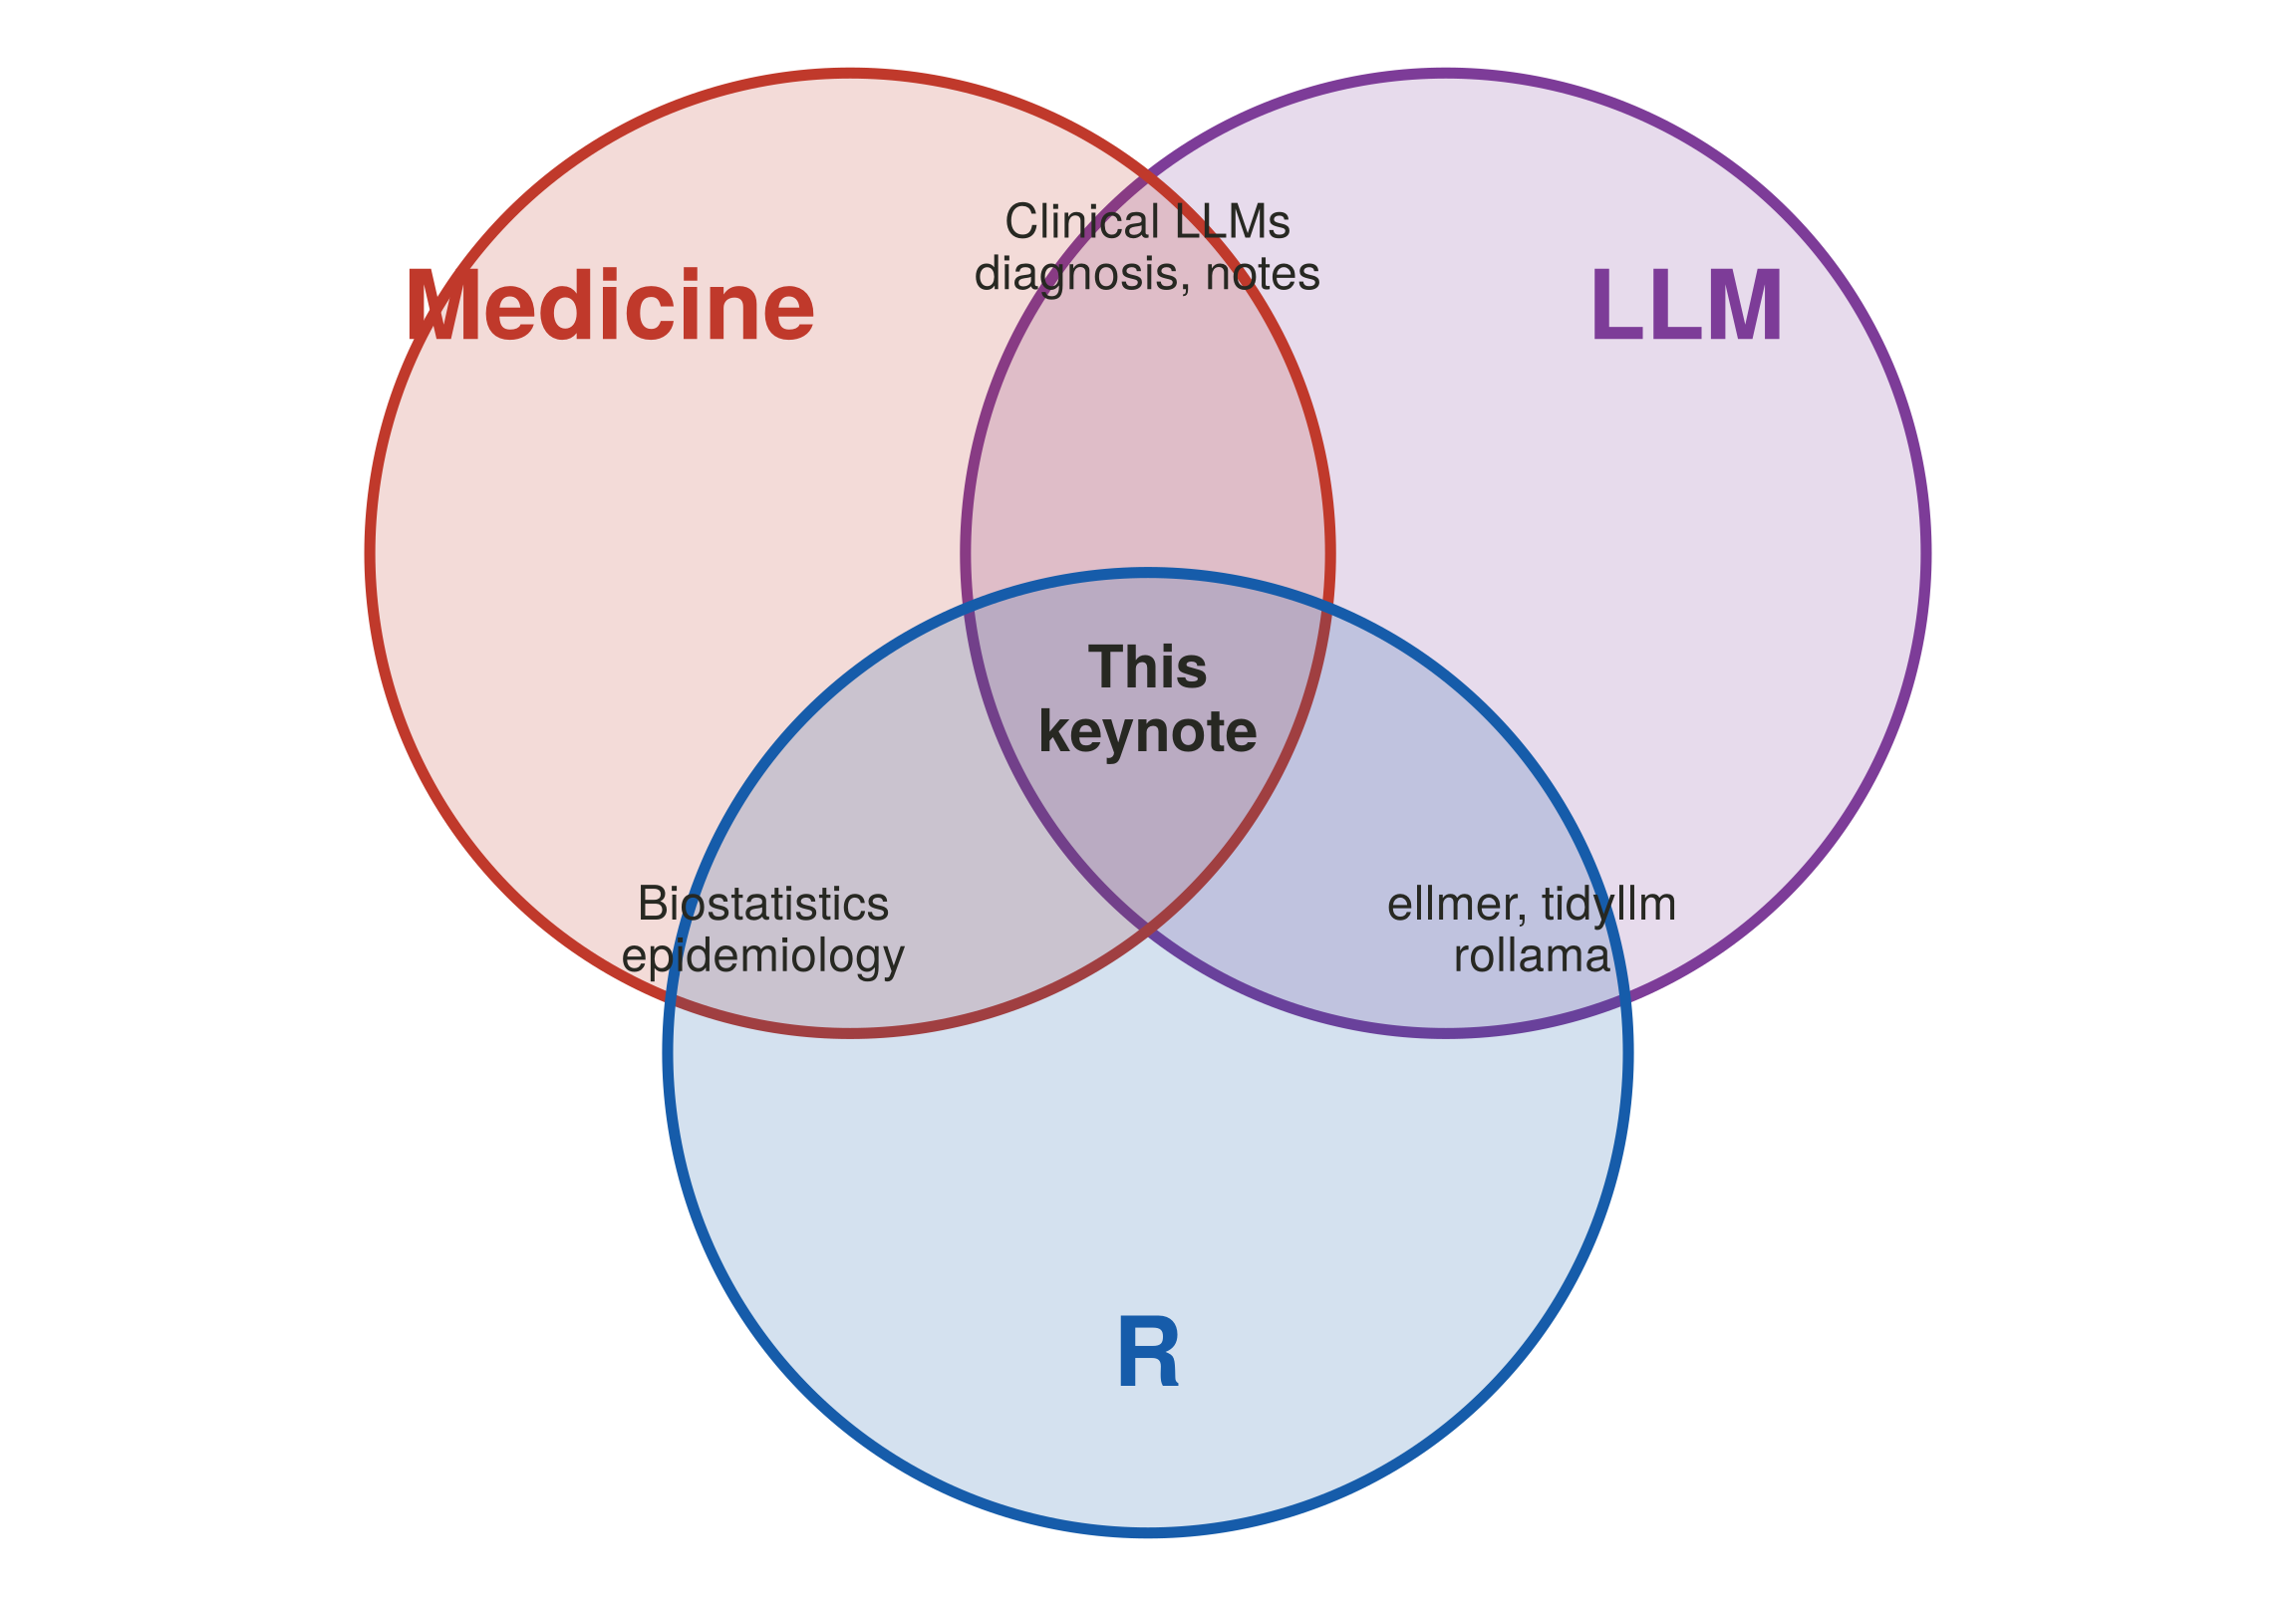 Clinical LLMs
diagnosis, notes
Medicine
LLM
This
keynote
Biostatistics
epidemiology
ellmer, tidyllm
rollama
R